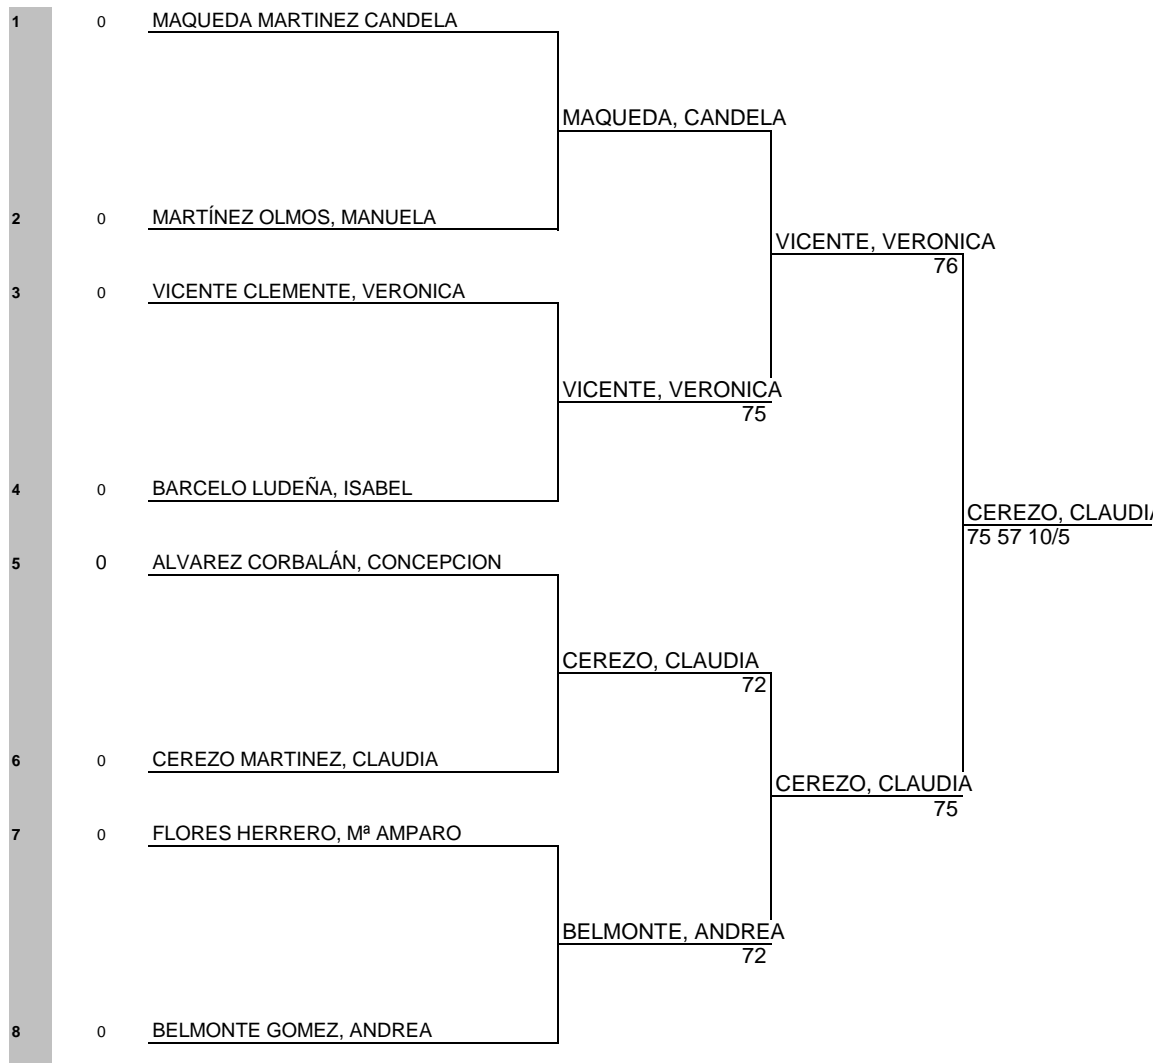 1 0 MAQUEDA MARTINEZ CANDELA
MAQUEDA, CANDELA
2 0 MARTÍNEZ OLMOS, MANUELA
VICENTE, VERONICA
76
3 0 VICENTE CLEMENTE, VERONICA
VICENTE, VERONICA
75
4 0 BARCELO LUDEÑA, ISABEL
CEREZO, CLAUDIA
75 57 10/5
5 0 ALVAREZ CORBALÁN, CONCEPCION
CEREZO, CLAUDIA
72
6 0 CEREZO MARTINEZ, CLAUDIA
CEREZO, CLAUDIA
75
7 0 FLORES HERRERO, Mª AMPARO
BELMONTE, ANDREA
72
8 0 BELMONTE GOMEZ, ANDREA